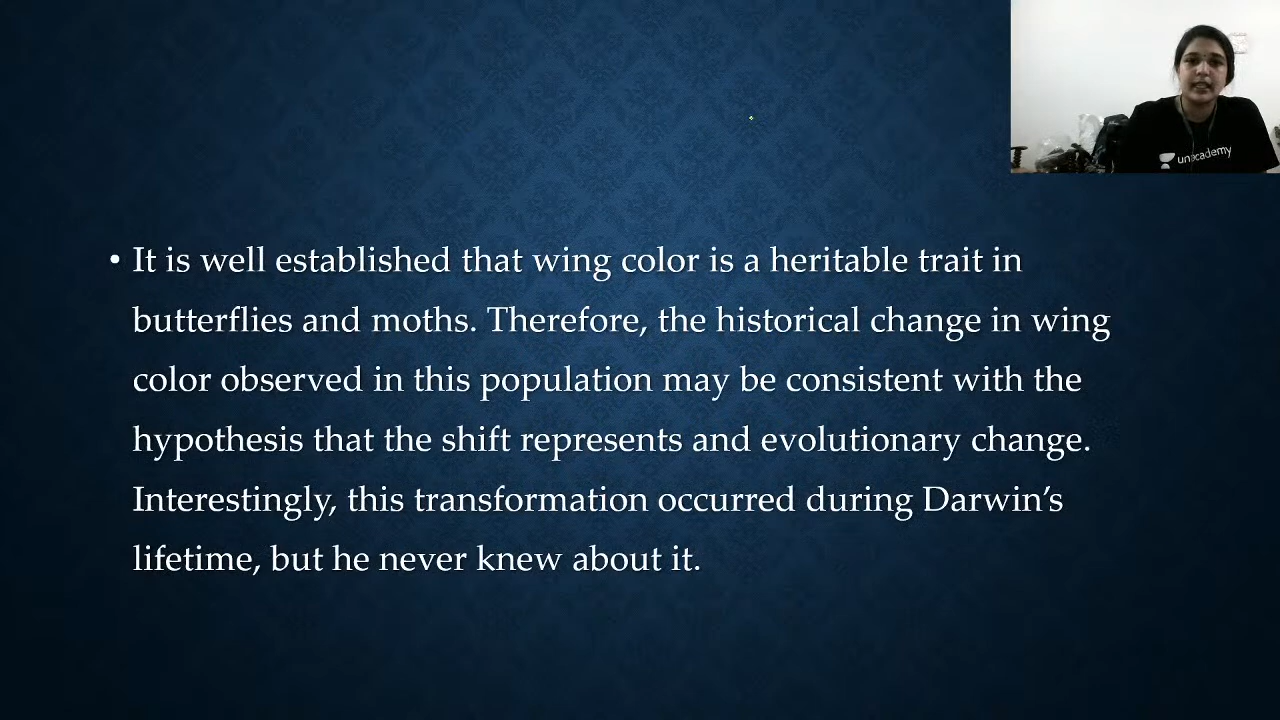 unacademy
• It is well established that wing color is a heritable trait in
butterflies and moths. Therefore, the historical change in wing
color observed in this population may be consistent with the
hypothesis that the shift represents and evolutionary change.
Interestingly, this transformation occurred during Darwin’s
lifetime, but he never knew about it.